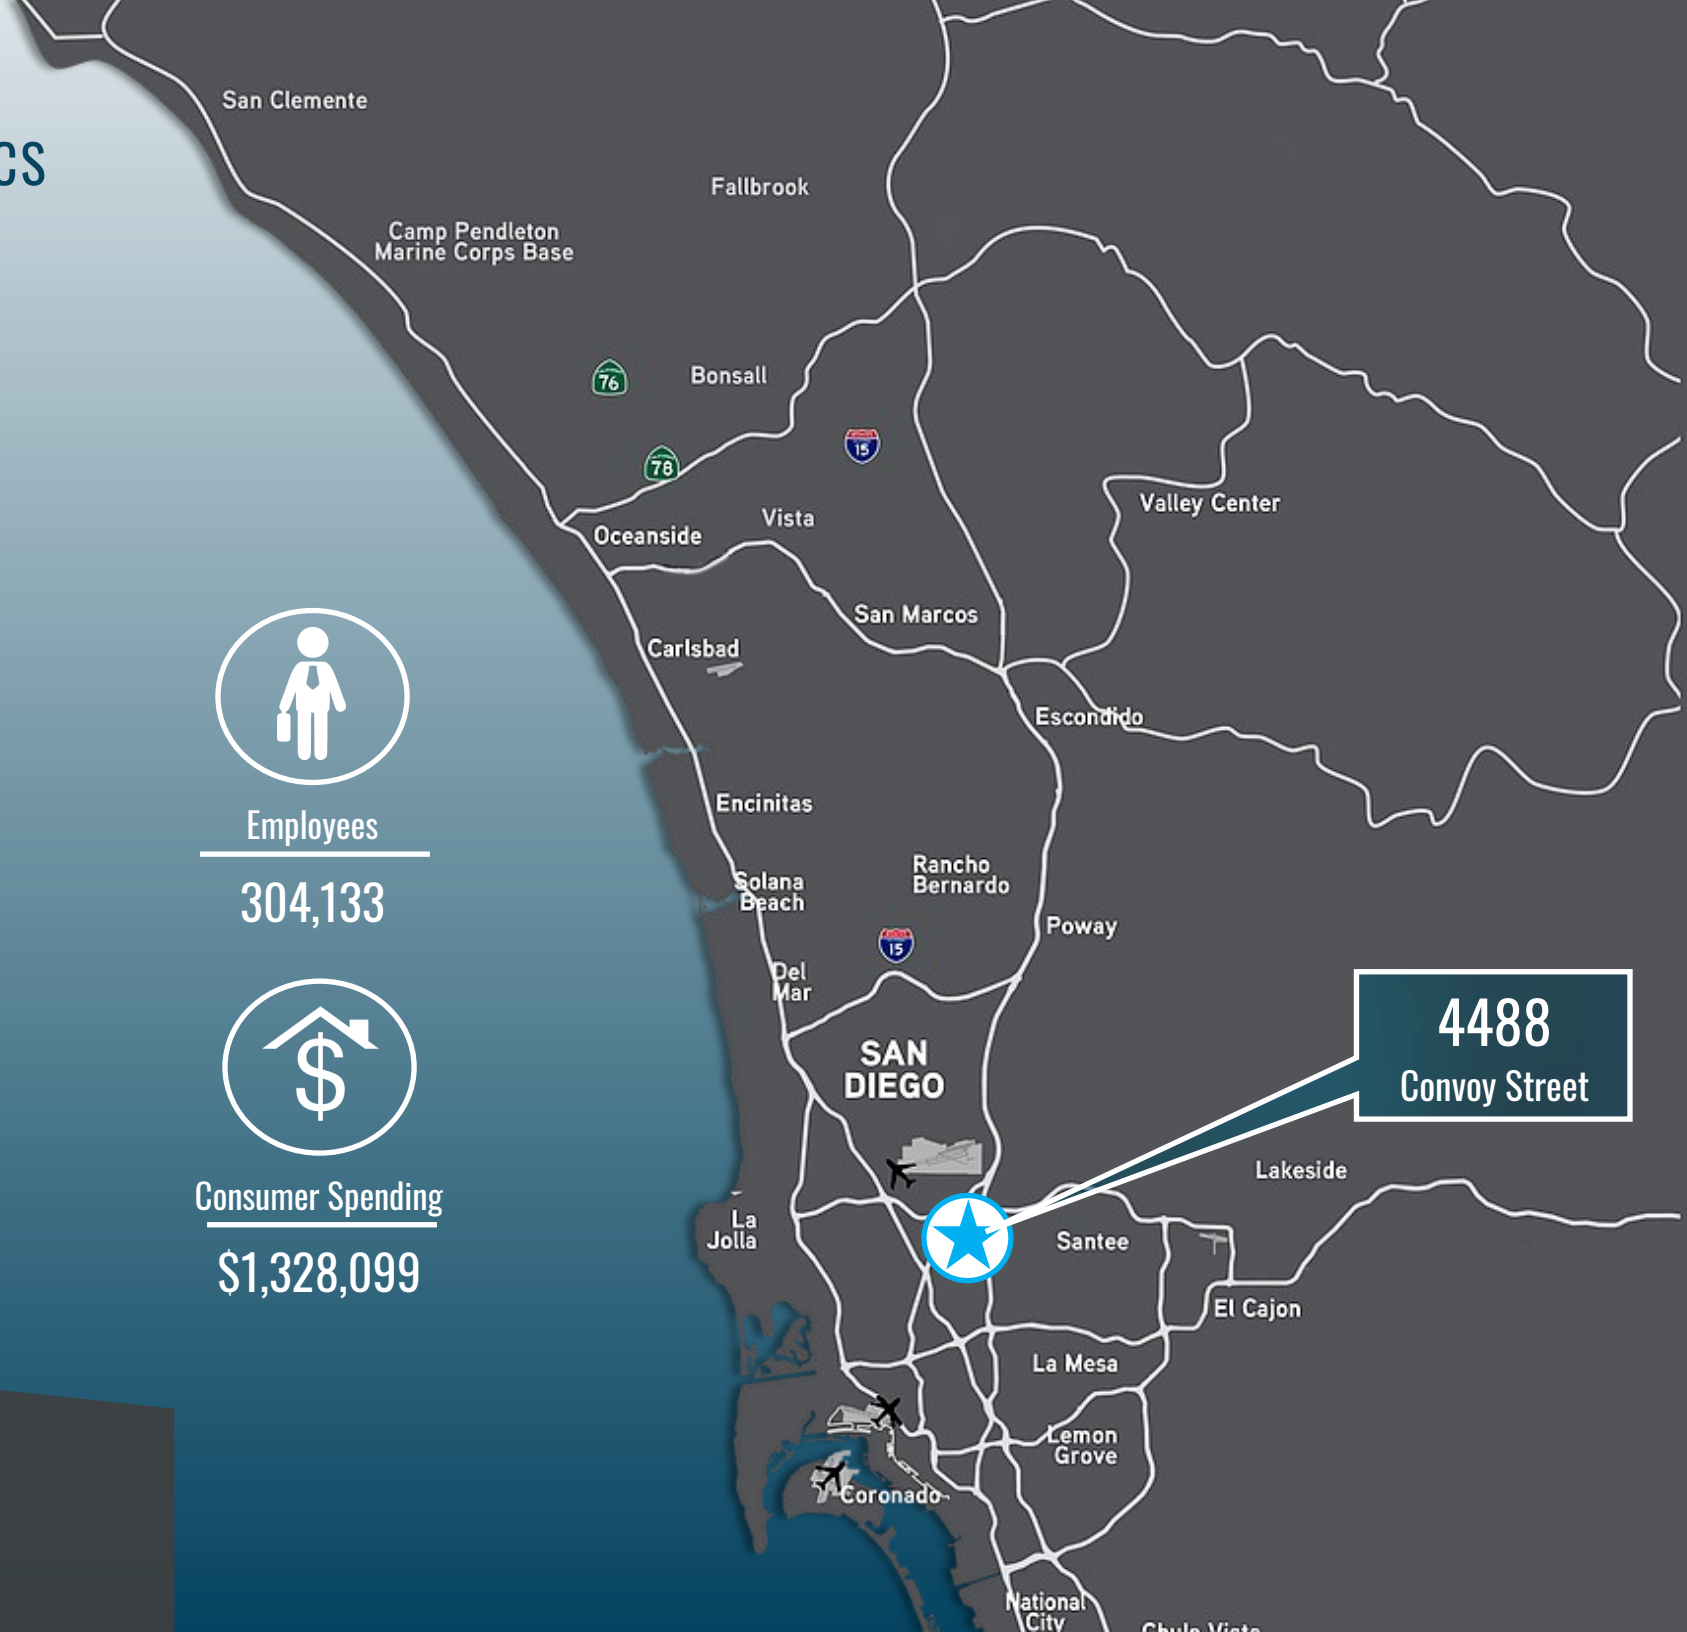 CS
San Clemente
Fallbrook
Camp Pendleton
Marine Corps Base
76
Bonsall
15
78
Valley Center
Vista
Oceanside
San Marcos
Carlsbad
Escondido
Employees
304,133
Encinitas
Rancho
Bernardo
Solana
Beach
Poway
15
Del
Mar
4488
Convoy Street
SAN
DIEGO
$
Lakeside
Consumer Spending
$1,328,099
La
Jolla
Santee
El Cajon
La Mesa
Lemon
Grove
Coronado
National
City
Chula Vista